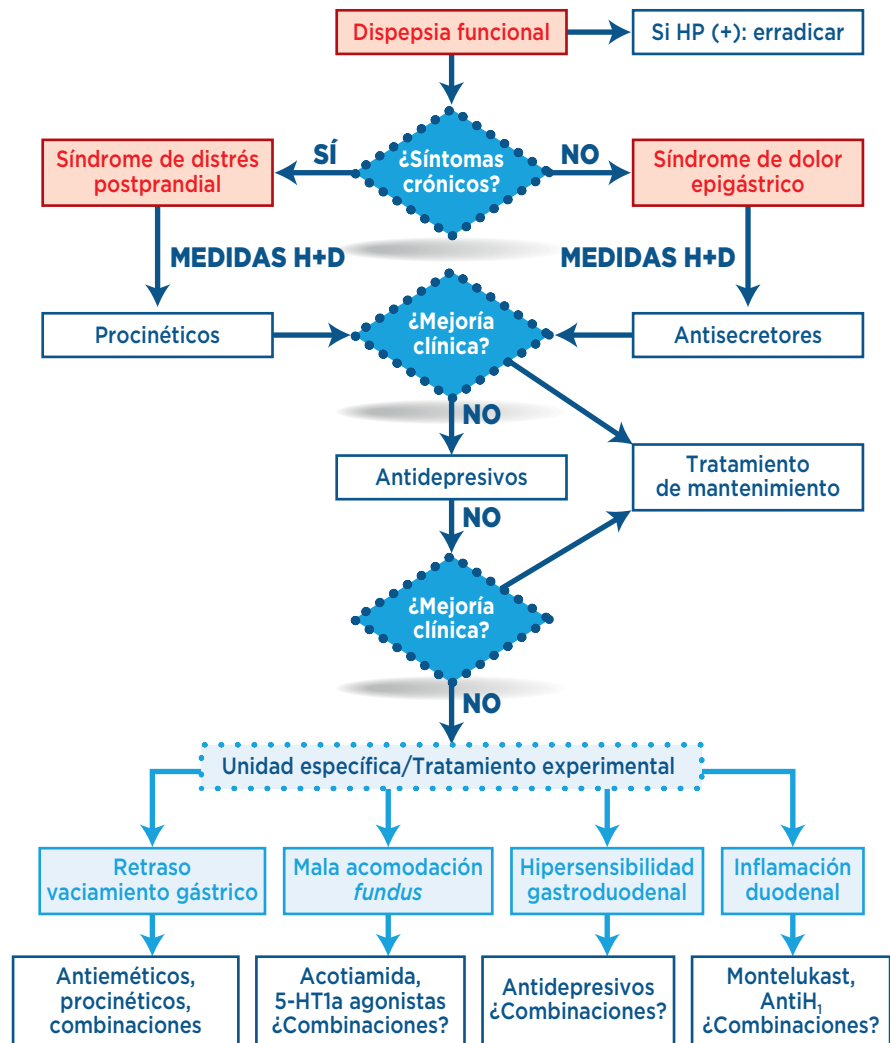 Dispepsia funcional
Si HP (+): erradicar
¿Síntomas
crónicos?
SÍ
NO
Síndrome de distrés
postprandial
Síndrome de dolor
epigástrico
MEDIDAS H+D
MEDIDAS H+D
Procinéticos
¿Mejoría
clínica?
Antisecretores
NO
Antidepresivos
Tratamiento
de mantenimiento
NO
¿Mejoría
clínica?
NO
Unidad específica/Tratamiento experimental
Retraso
vaciamiento gástrico
Mala acomodación
fundus
Hipersensibilidad
gastroduodenal
Inflamación
duodenal
Antieméticos,
procinéticos,
combinaciones
Acotiamida,
5-HT1a agonistas
¿Combinaciones?
Antidepresivos
¿Combinaciones?
Montelukast,
AntiH₁
¿Combinaciones?